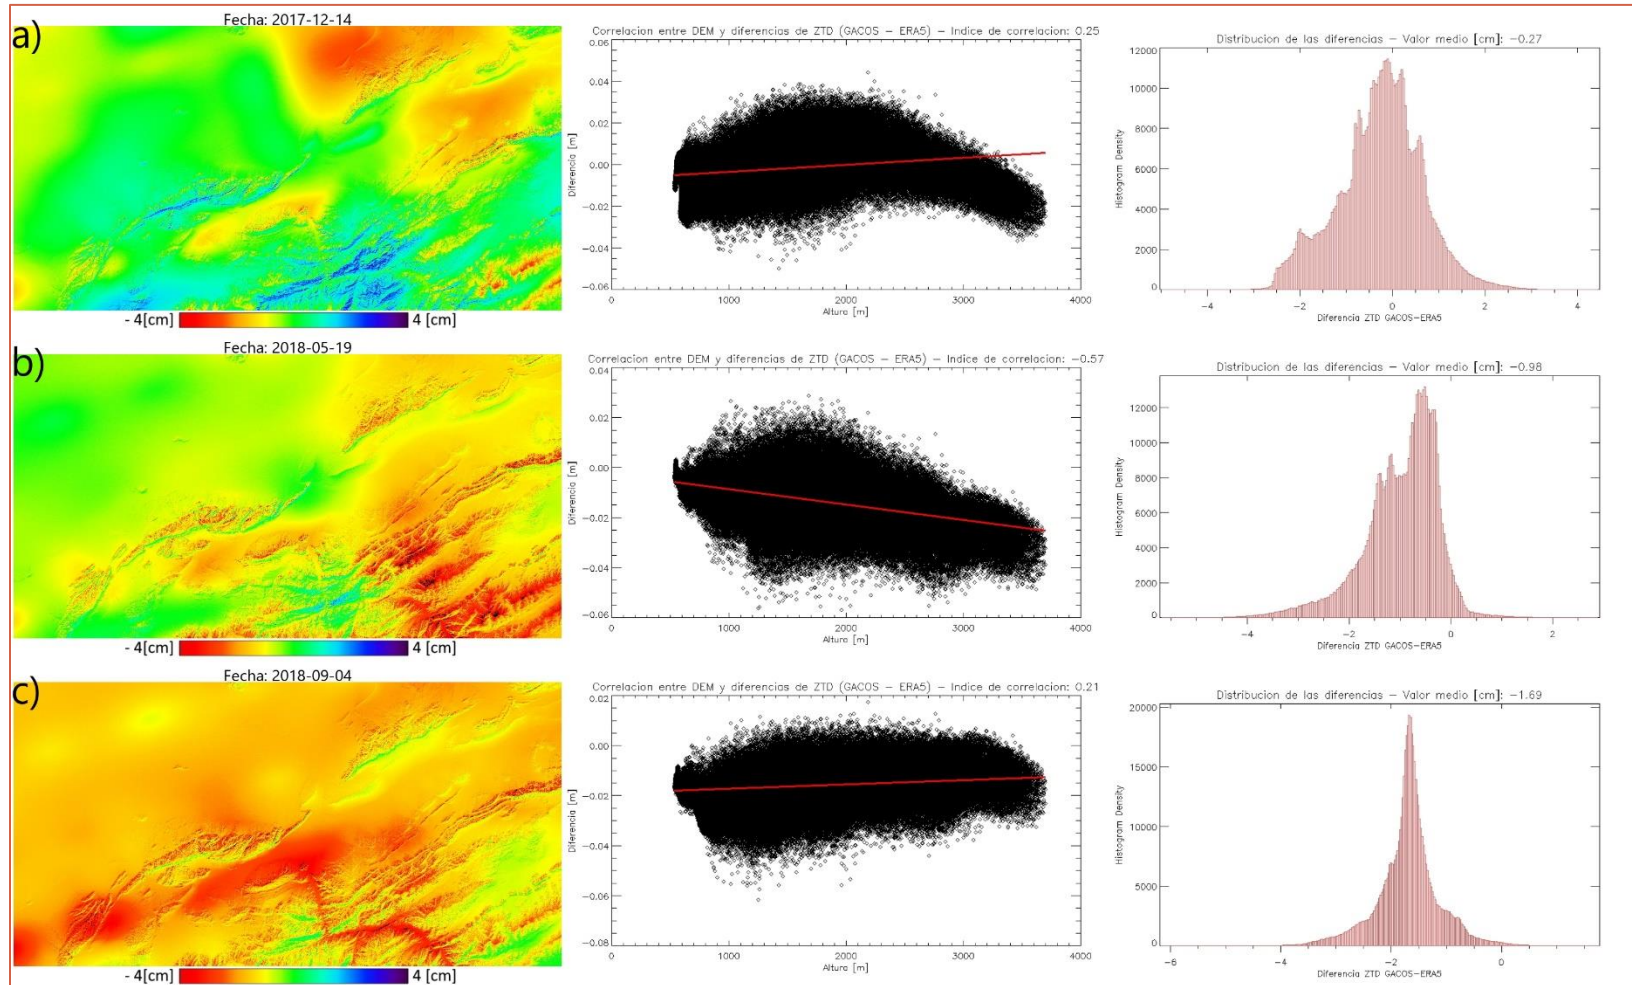 a)
Fecha: 2017-12-14
- 4[cm] 4 [cm]
Correlacion entre DEM y diferencias de ZTD (GACOS – ERA5) – Indice de correlacion: 0.25
0.06
0.04
0.02
0.00
-0.02
-0.04
-0.06
Diferencia [m]
0 1000 2000 3000 4000
Altura [m]
Distribucion de las diferencias – Valor medio [cm]: -0.27
12000
10000
8000
6000
4000
2000
0
Histogram Density
-4 -2 0 2 4
Diferencia ZTD GACOS-ERA5
b)
Fecha: 2018-05-19
- 4[cm] 4 [cm]
Correlacion entre DEM y diferencias de ZTD (GACOS – ERA5) – Indice de correlacion: -0.57
0.04
0.02
0.00
-0.02
-0.04
-0.06
Diferencia [m]
0 1000 2000 3000 4000
Altura [m]
Distribucion de las diferencias – Valor medio [cm]: -0.98
12000
10000
8000
6000
4000
2000
0
Histogram Density
-4 -2 0 2
Diferencia ZTD GACOS-ERA5
c)
Fecha: 2018-09-04
- 4[cm] 4 [cm]
Correlacion entre DEM y diferencias de ZTD (GACOS – ERA5) – Indice de correlacion: 0.21
0.02
0.00
-0.02
-0.04
-0.06
-0.08
Diferencia [m]
0 1000 2000 3000 4000
Altura [m]
Distribucion de las diferencias – Valor medio [cm]: -1.69
20000
15000
10000
5000
0
Histogram Density
-6 -4 -2 0
Diferencia ZTD GACOS-ERA5